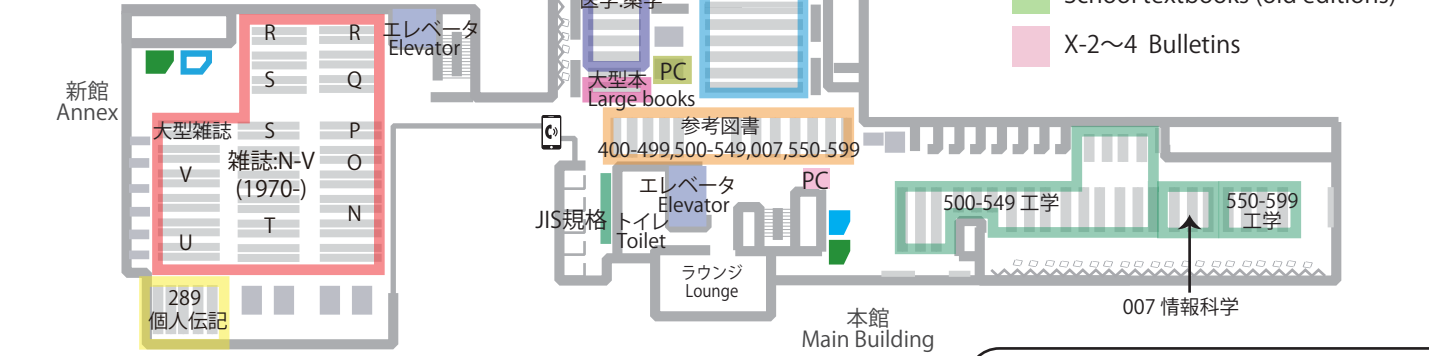 医学.薬学
School textbooks (old editions)
X-2～4 Bulletins
R
R
エレベータ
Elevator
S
Q
PC
大型本
Large books
新館
Annex
大型雑誌
S
P
雑誌:N-V
(1970-)
O
V
T
N
U
参考図書
400-499,500-549,007,550-599
エレベータ
Elevator
PC
JIS規格
トイレ
Toilet
500-549 工学
550-599
工学
ラウンジ
Lounge
289
個人伝記
007 情報科学
本館
Main Building